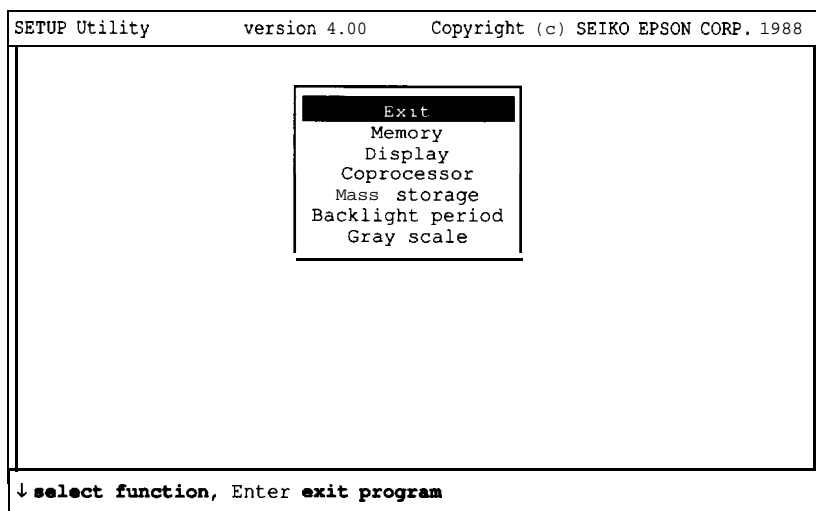 SETUP Utility version 4.00 Copyright (c) SEIKO EPSON CORP. 1988
Exit
Memory
Display
Coprocessor
Mass storage
Backlight period
Gray scale
↓ select function, Enter exit program